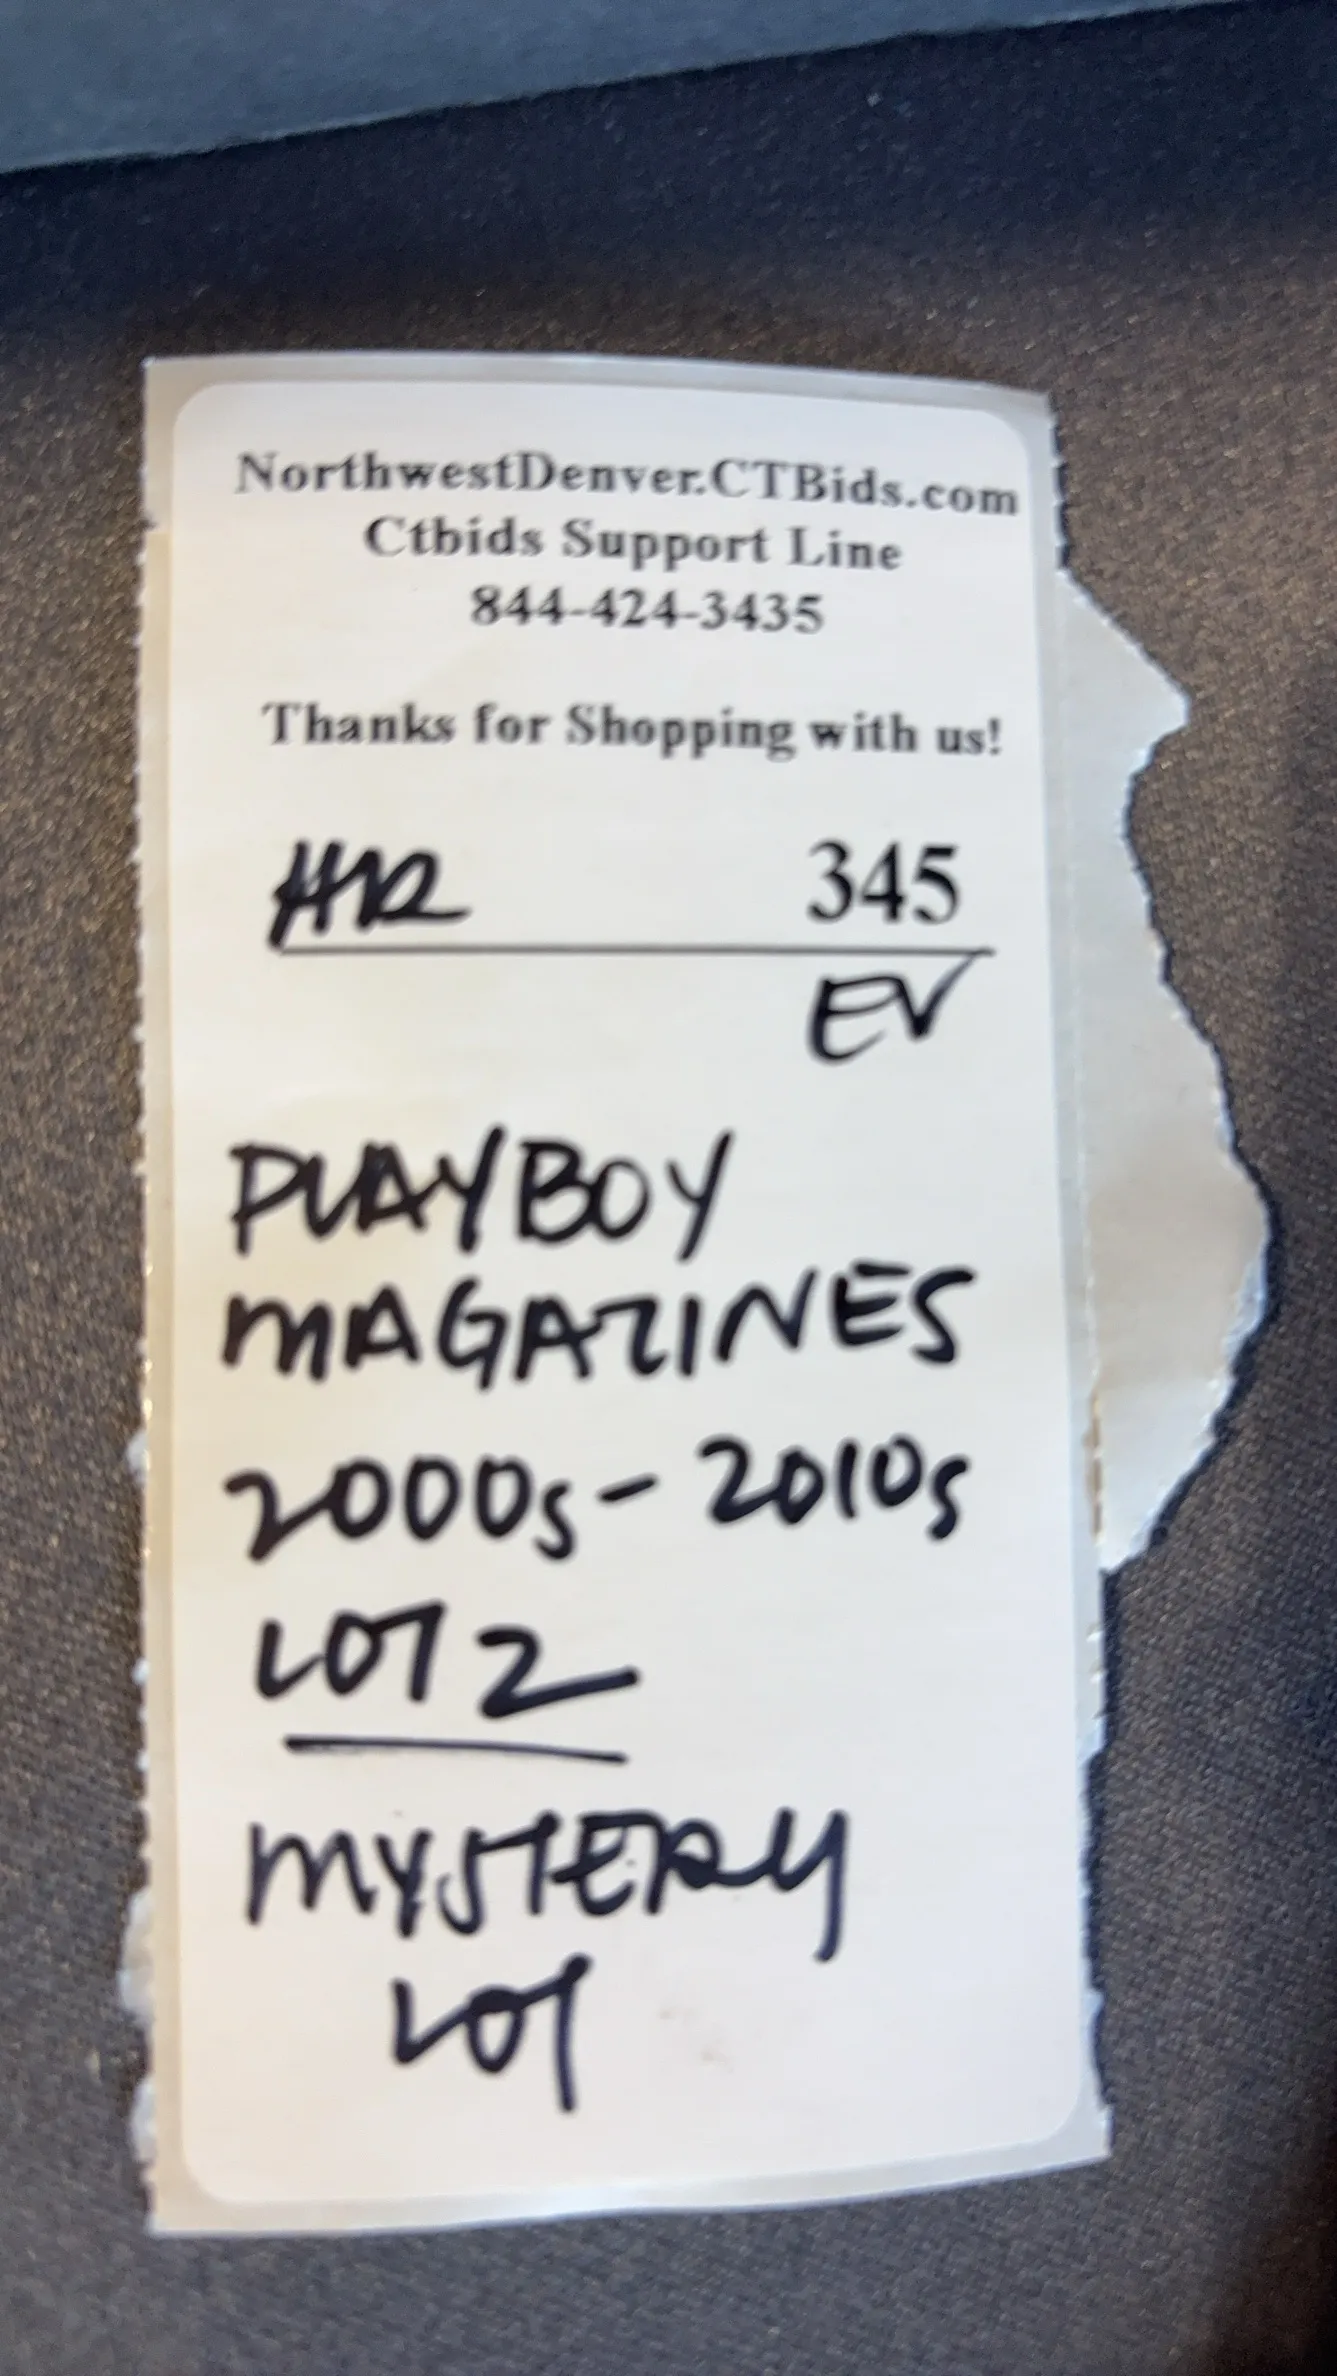 NorthwestDenver.CTBids.com
Ctbids Support Line
844-424-3435
Thanks for Shopping with us!
345
EV
PLAYBOY
MAGAZINES
2000s - 2010s
LOT 2
MYSTERY
LOT